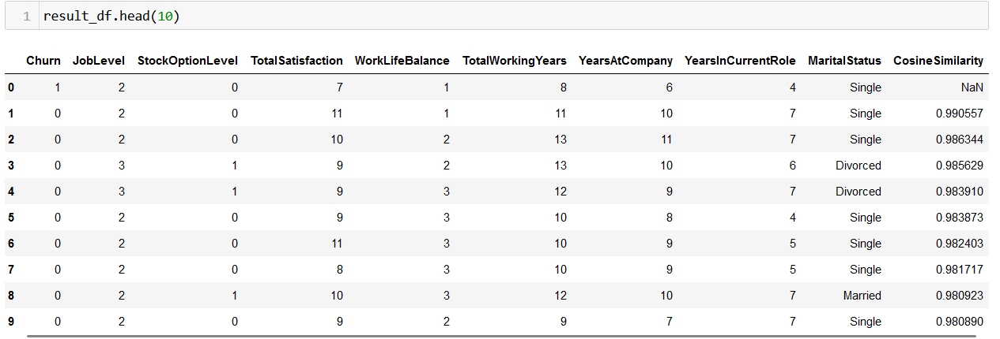 1 result_df.head(10)
Churn JobLevel StockOptionLevel TotalSatisfaction WorkLifeBalance TotalWorkingYears YearsAtCompany YearsInCurrentRole MaritalStatus CosineSimilarity
0 1 2 0 7 1 8 6 4 Single NaN
1 0 2 0 11 1 11 10 7 Single 0.990557
2 0 2 0 10 2 13 11 7 Single 0.986344
3 0 3 1 9 2 13 10 6 Divorced 0.985629
4 0 3 1 9 3 12 9 7 Divorced 0.983910
5 0 2 0 9 3 10 8 4 Single 0.983873
6 0 2 0 11 3 10 9 5 Single 0.982403
7 0 2 0 8 3 10 9 5 Single 0.981717
8 0 2 1 10 3 12 10 7 Married 0.980923
9 0 2 0 9 2 9 7 7 Single 0.980890